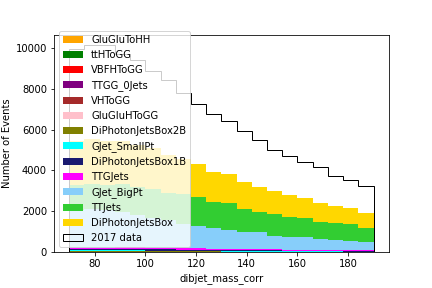 10000
8000
6000
4000
2000
0
Number of Events
GluGluToHH
ttHToGG
VBFHToGG
TTGG_0Jets
VHToGG
GluGluHToGG
DiPhotonJetsBox2B
GJet_SmallPt
DiPhotonJetsBox1B
TTGJets
GJet_BigPt
TTJets
DiPhotonJetsBox
2017 data
80 100 120 140 160 180
dibjet_mass_corr